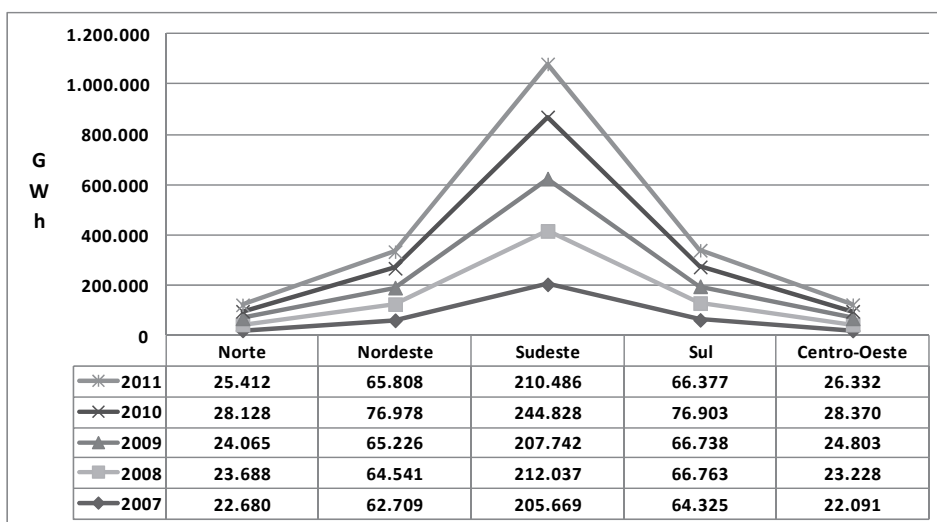 1.200.000
1.000.000
800.000
600.000
400.000
200.000
0
G
W
h
Norte Nordeste Sudeste Sul Centro-Oeste
2011 25.412 65.808 210.486 66.377 26.332
2010 28.128 76.978 244.828 76.903 28.370
2009 24.065 65.226 207.742 66.738 24.803
2008 23.688 64.541 212.037 66.763 23.228
2007 22.680 62.709 205.669 64.325 22.091